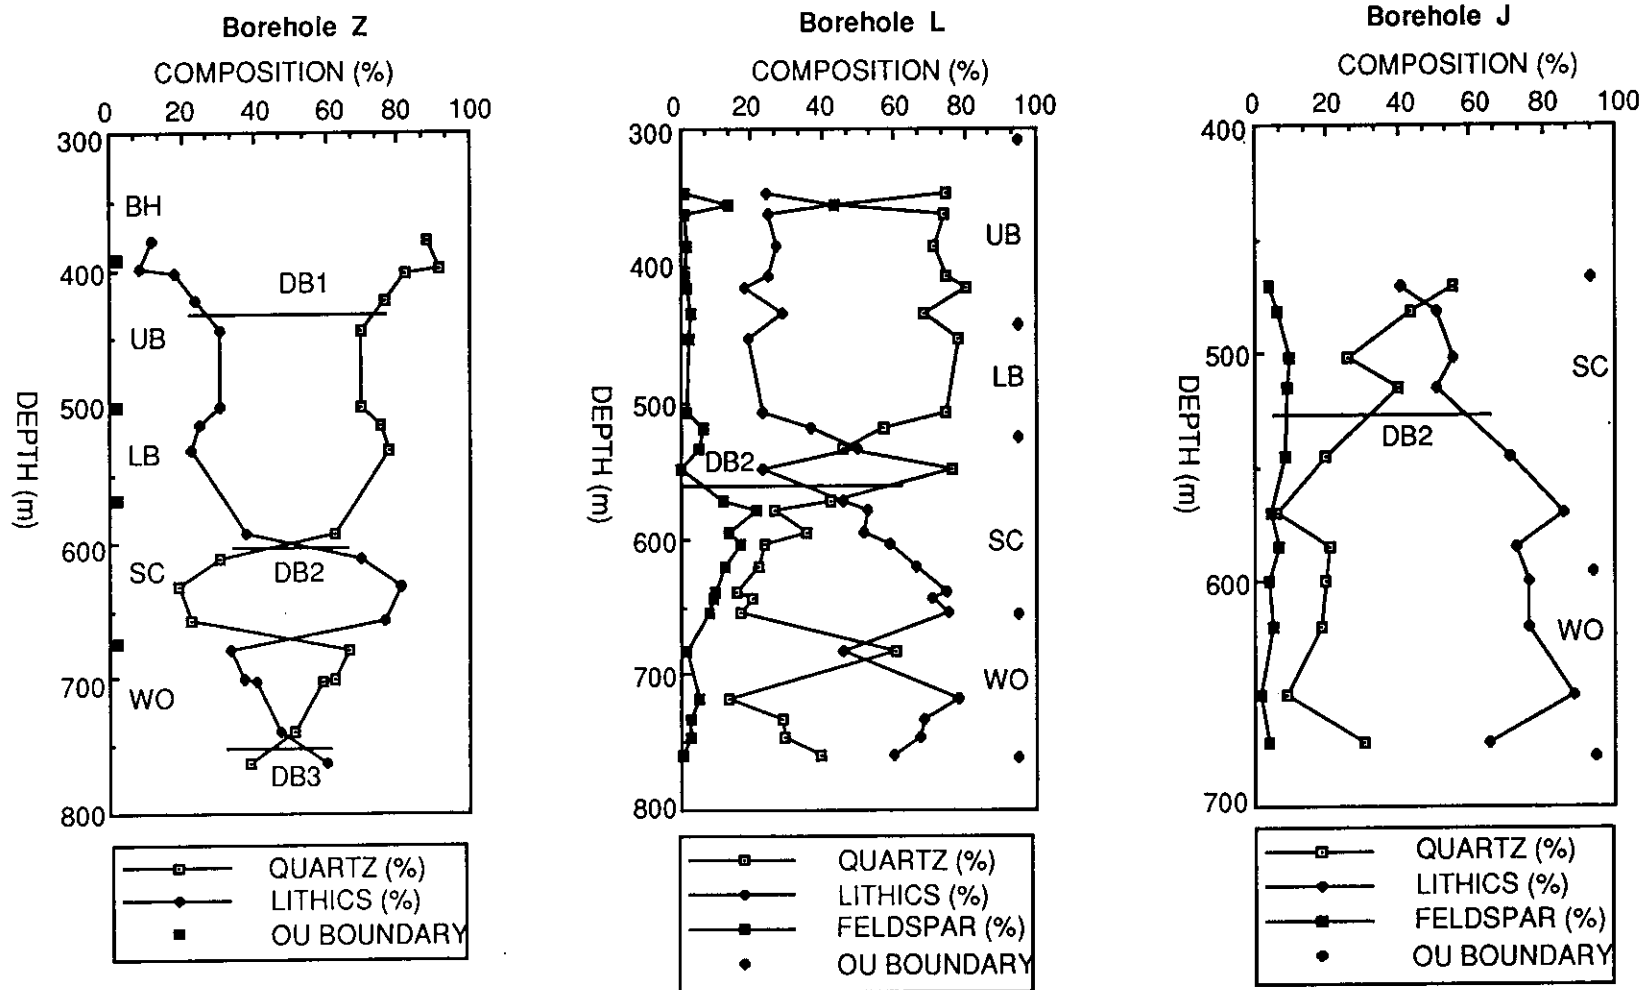 Borehole Z
COMPOSITION (%)
0 20 40 60 80 100
300
400
500
600
700
800
DEPTH (m)
BH
UB
LB
SC
WO
DB1
DB2
DB3
QUARTZ (%)
LITHICS (%)
OU BOUNDARY
Borehole L
COMPOSITION (%)
0 20 40 60 80 100
300
400
500
600
700
800
DEPTH (m)
UB
LB
DB2
SC
WO
QUARTZ (%)
LITHICS (%)
FELDSPAR (%)
OU BOUNDARY
Borehole J
COMPOSITION (%)
0 20 40 60 80 100
400
500
600
700
DEPTH (m)
SC
DB2
WO
QUARTZ (%)
LITHICS (%)
FELDSPAR (%)
OU BOUNDARY